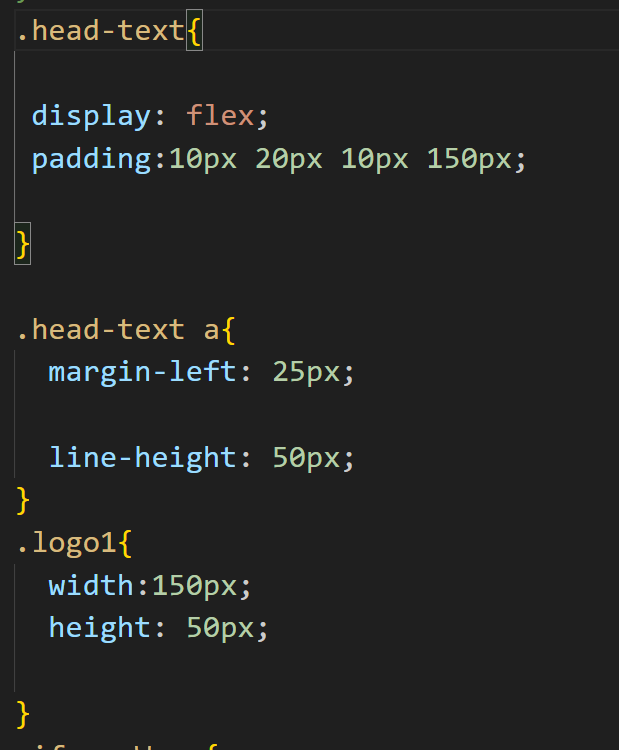 .head-text{
display: flex;
padding:10px 20px 10px 150px;
}
.head-text a{
margin-left: 25px;
line-height: 50px;
}
.logo1{
width:150px;
height: 50px;
}